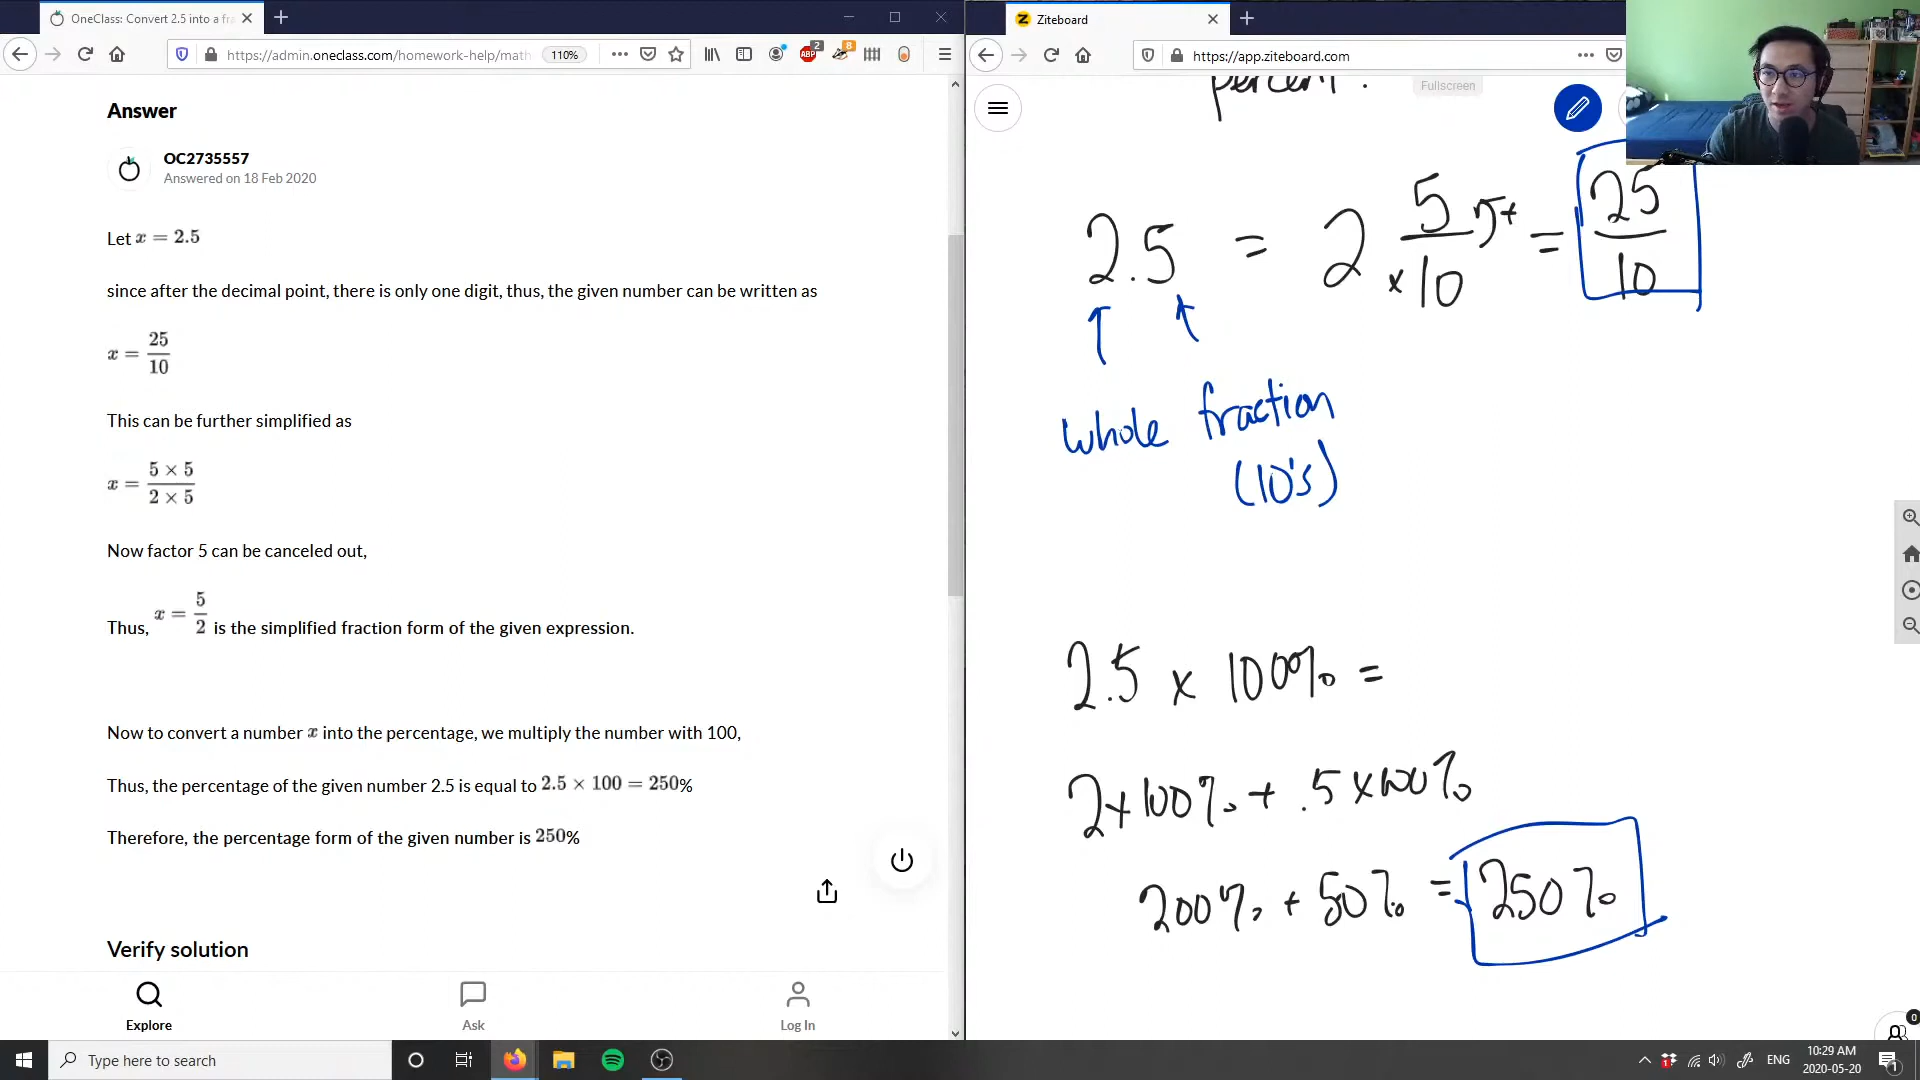 OneClass: Convert 2.5 into a fra
https://admin.oneclass.com/homework-help/math
110%
2
8
Answer
OC2735557
Answered on 18 Feb 2020
Let x = 2.5
since after the decimal point, there is only one digit, thus, the given number can be written as
x = 25/10
This can be further simplified as
x = 5 × 5 / 2 × 5
Now factor 5 can be canceled out,
Thus, x = 5/2 is the simplified fraction form of the given expression.
Now to convert a number x into the percentage, we multiply the number with 100,
Thus, the percentage of the given number 2.5 is equal to 2.5 × 100 = 250%
Therefore, the percentage form of the given number is 250%
Verify solution
Explore
Ask
Log In
Ziteboard
https://app.ziteboard.com
Fullscreen
percent.
2.5 = 2 5/×10 = 25/10
whole fraction
(10's)
2.5 x 100% =
2x100% + .5 x 100%
200% + 50% = 250%
0
Type here to search
ENG
10:29 AM
2020-05-20
1